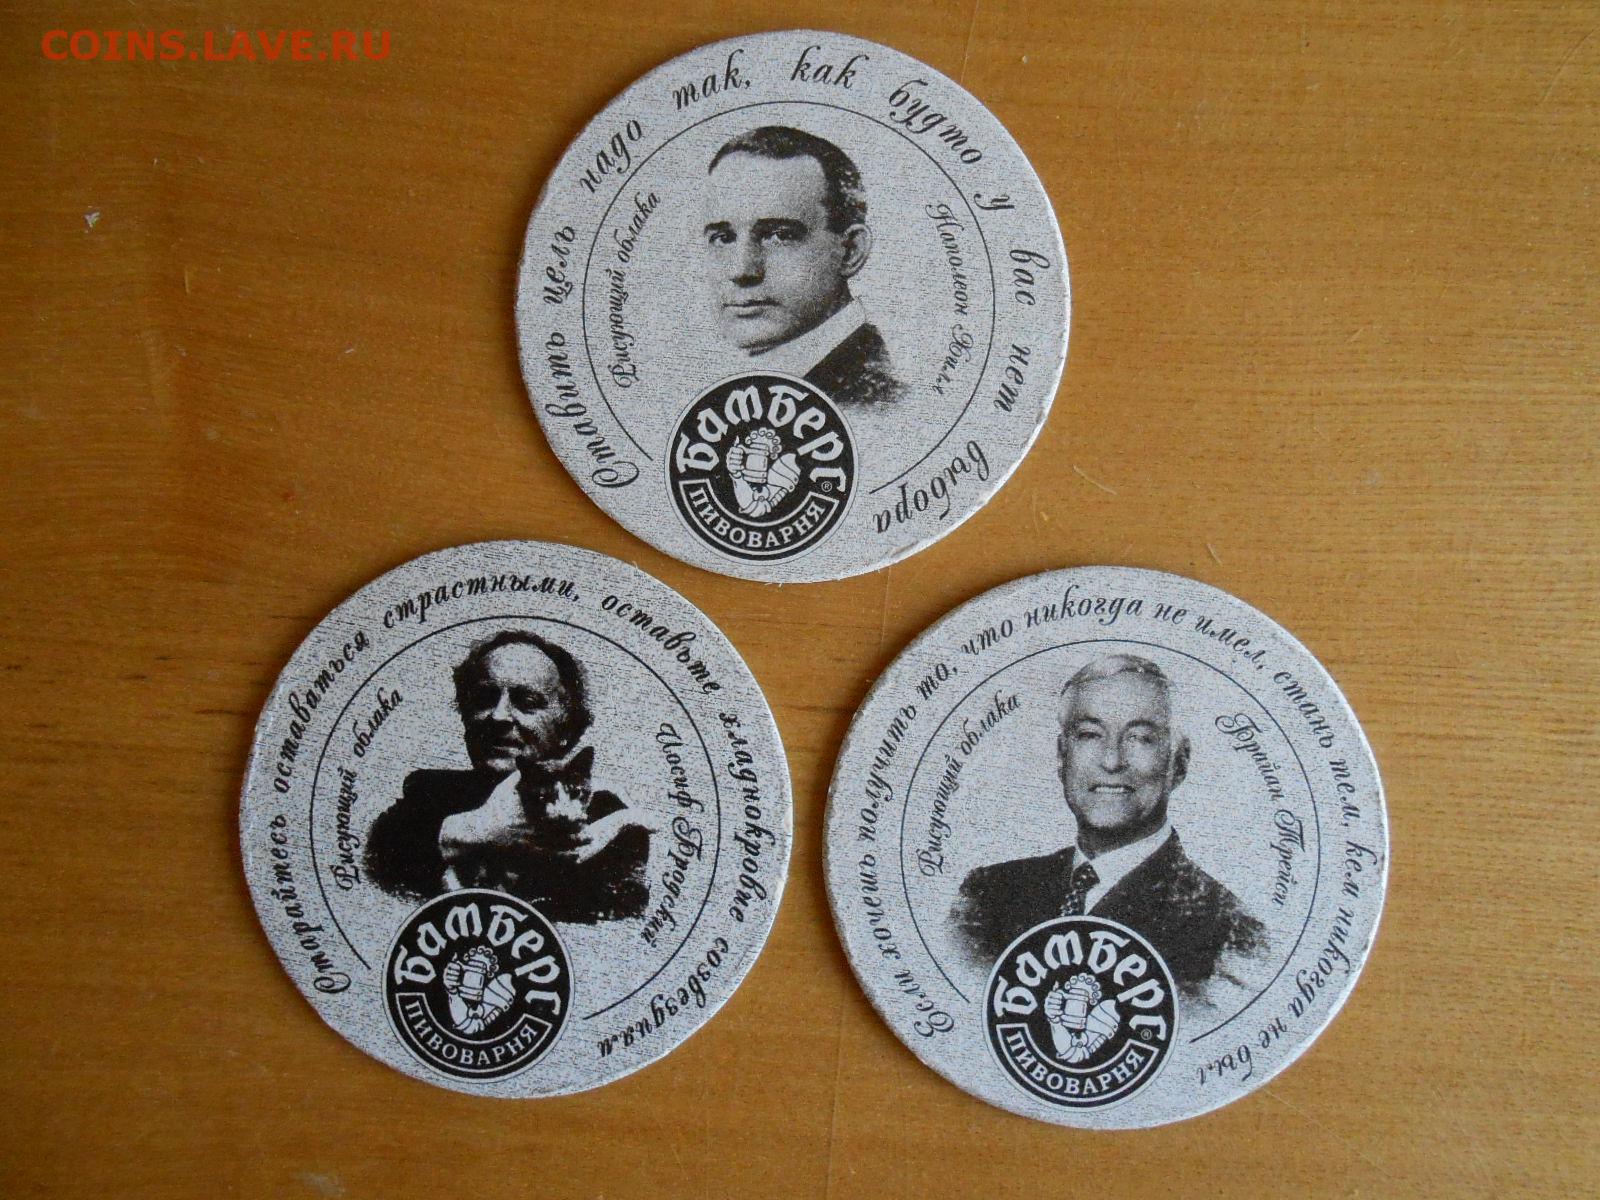 COINS.LAVE.RU
Ставить цель надо так, как будто у вас нет выбора
Рисующий облака
Наполеон Хилл
Бамберг®
ПИВОВАРНЯ
Старайтесь оставаться страстными, оставьте хладнокровие созвездиям
Рисующий облака
Иосиф Бродский
Бамберг
ПИВОВАРНЯ
Если хочешь получить то, что никогда не имел, стань тем, кем никогда не был
Рисующий облака
Брайан Трейси
Бамберг®
ПИВОВАРНЯ